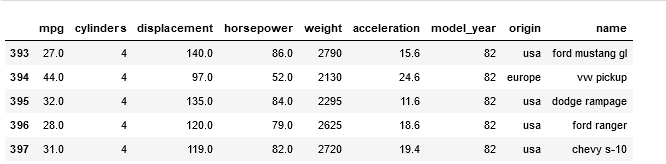 mpg cylinders displacement horsepower weight acceleration model_year origin name
393 27.0 4 140.0 86.0 2790 15.6 82 usa ford mustang gl
394 44.0 4 97.0 52.0 2130 24.6 82 europe vw pickup
395 32.0 4 135.0 84.0 2295 11.6 82 usa dodge rampage
396 28.0 4 120.0 79.0 2625 18.6 82 usa ford ranger
397 31.0 4 119.0 82.0 2720 19.4 82 usa chevy s-10